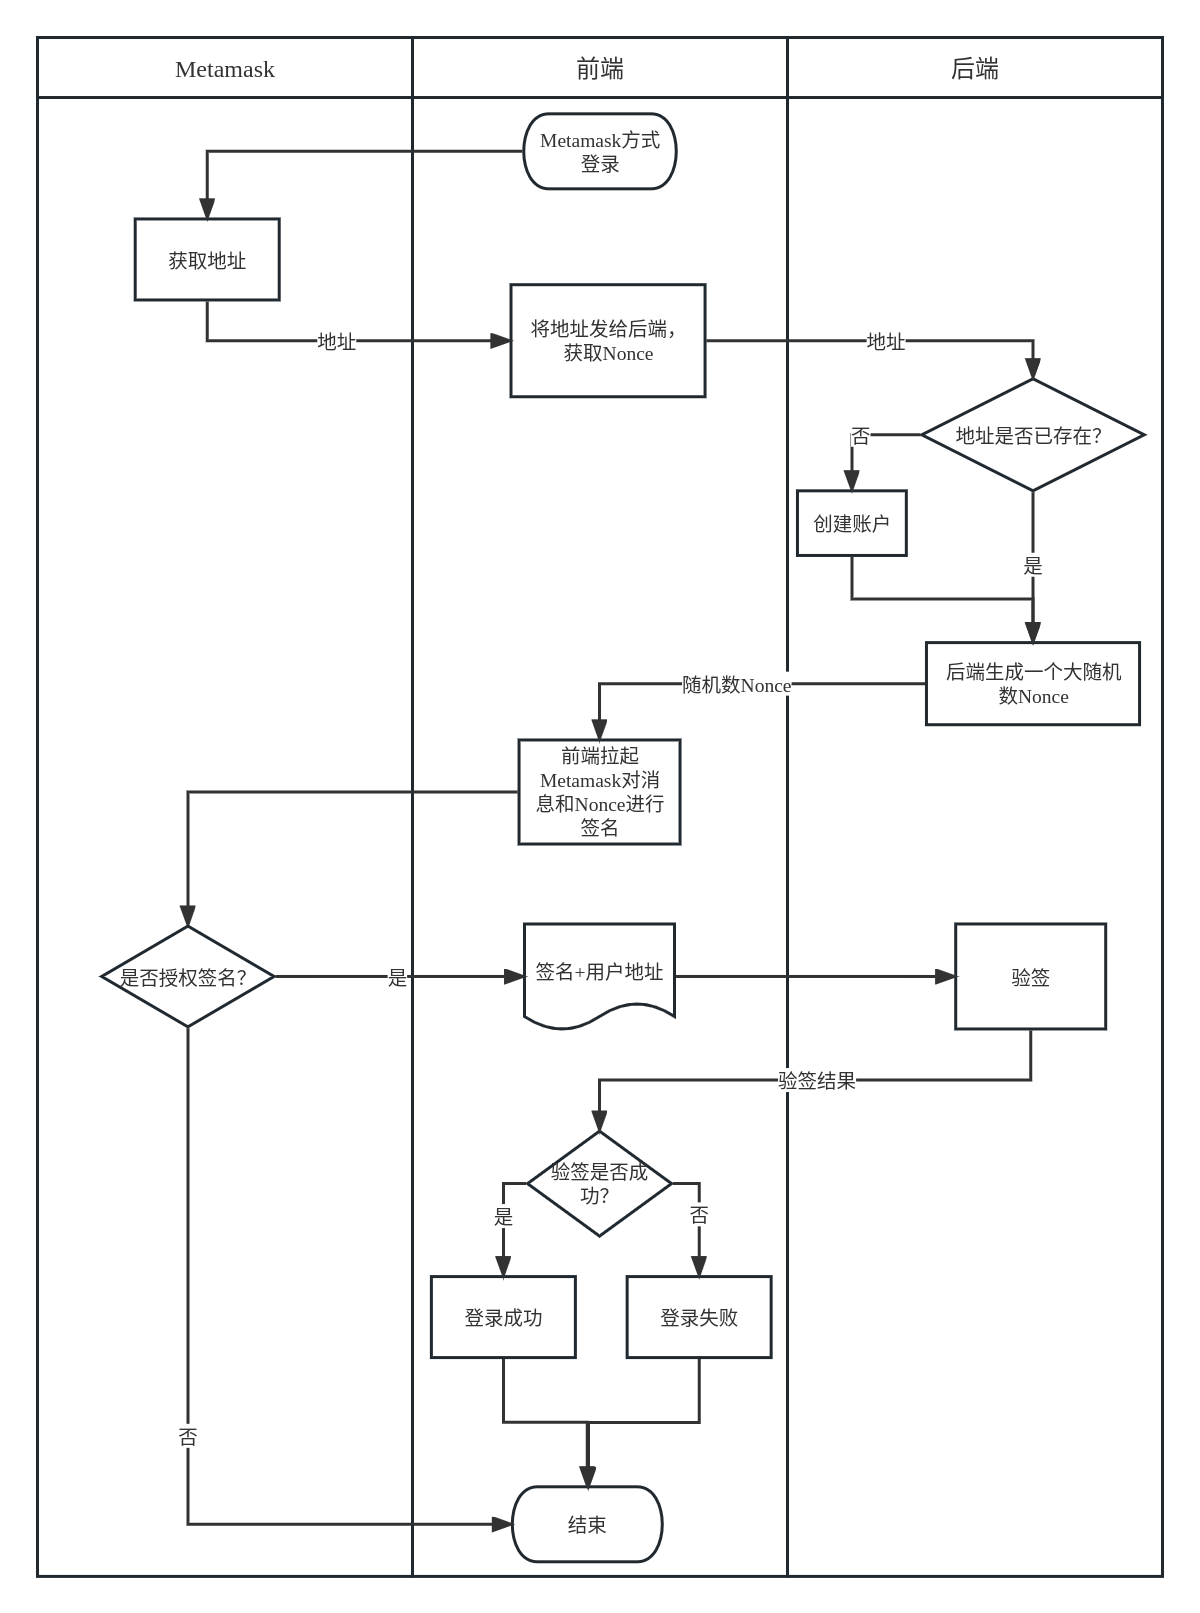 Metamask
前端
后端
Metamask方式
登录
获取地址
地址
将地址发给后端，
获取Nonce
地址
地址是否已存在？
否
创建账户
是
后端生成一个大随机
数Nonce
随机数Nonce
前端拉起
Metamask对消
息和Nonce进行
签名
是否授权签名？
是
签名+用户地址
验签
验签结果
验签是否成
功？
是
否
登录成功
登录失败
否
结束